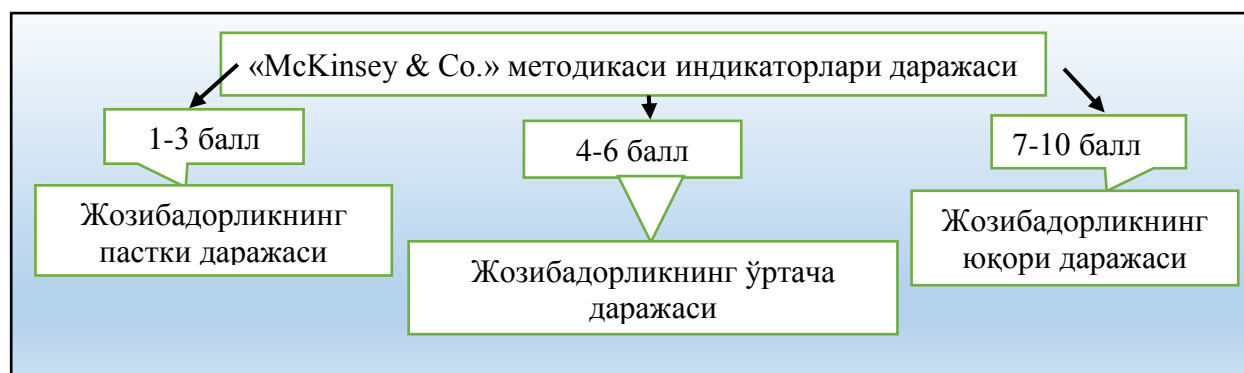 «McKinsey & Co.» методикаси индикаторлари даражаси
1-3 балл
4-6 балл
7-10 балл
Жозибадорликнинг
пастки даражаси
Жозибадорликнинг ўртача
даражаси
Жозибадорликнинг
юқори даражаси